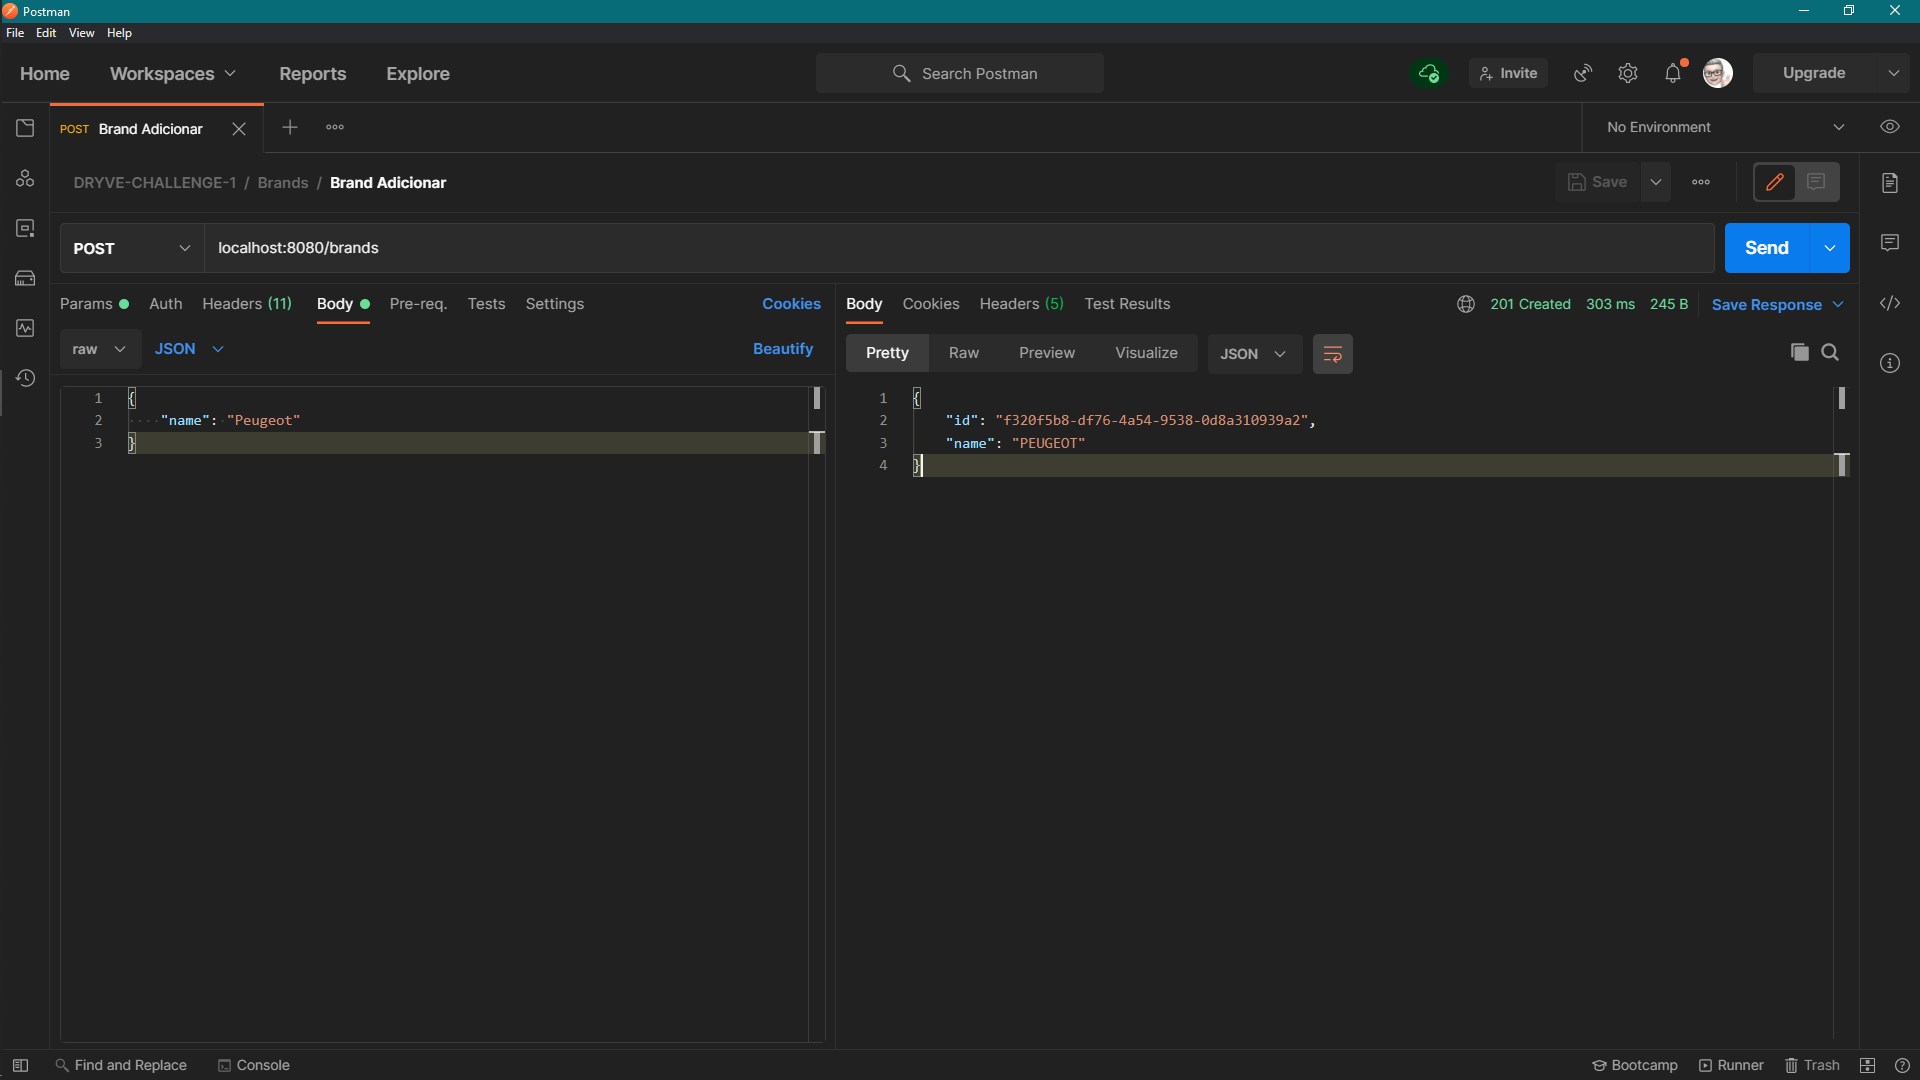 Postman
File Edit View Help
Home Workspaces Reports Explore Search Postman Invite Upgrade
POST Brand Adicionar No Environment
DRYVE-CHALLENGE-1 / Brands / Brand Adicionar Save
POST localhost:8080/brands Send
Params Auth Headers (11) Body Pre-req. Tests Settings Cookies
raw JSON Beautify
1 {
2 "name": "Peugeot"
3 }
Body Cookies Headers (5) Test Results 201 Created 303 ms 245 B Save Response
Pretty Raw Preview Visualize JSON
1 {
2 "id": "f320f5b8-df76-4a54-9538-0d8a310939a2",
3 "name": "PEUGEOT"
4 }
Find and Replace Console Bootcamp Runner Trash